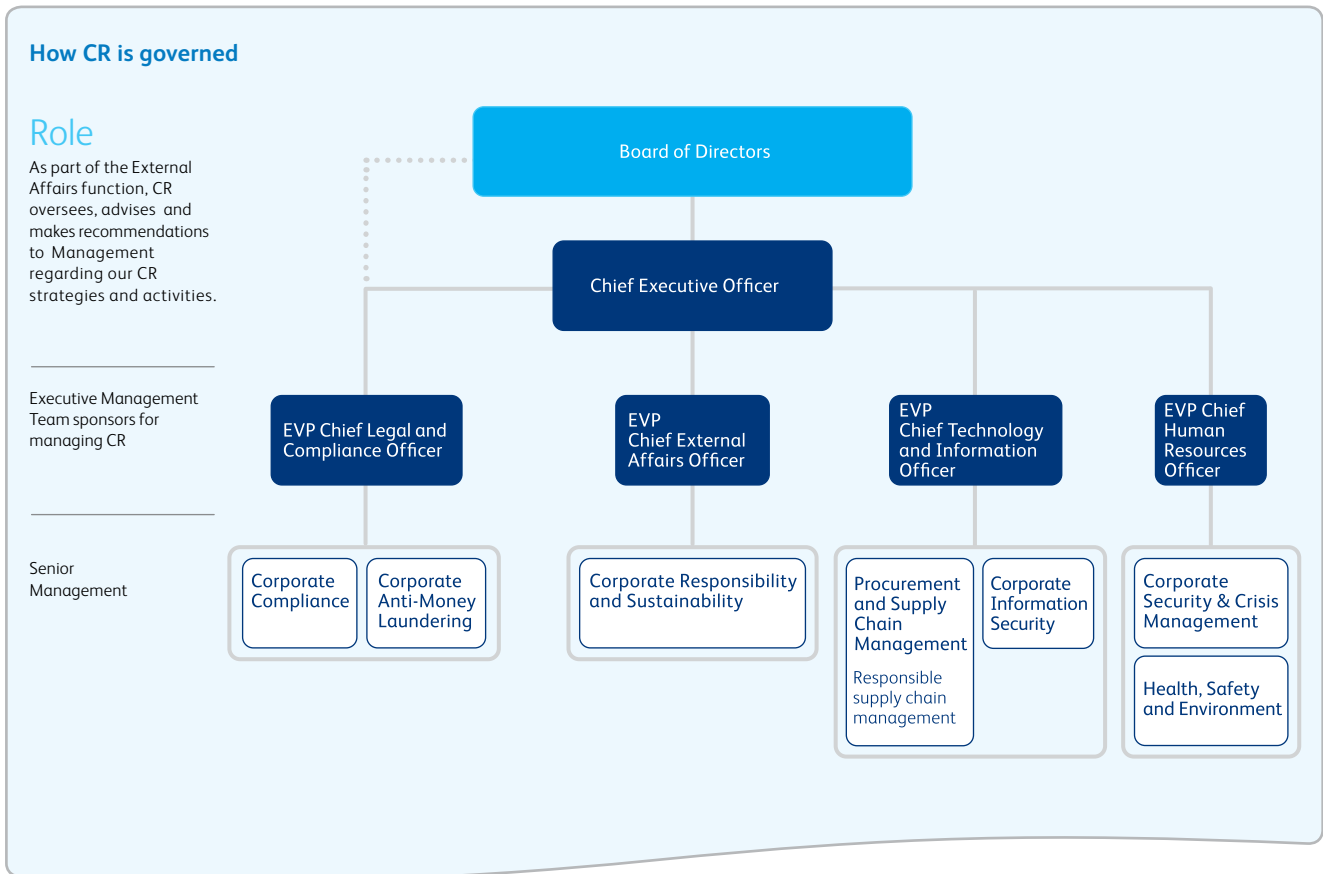 How CR is governed
Role
As part of the External
Affairs function, CR
oversees, advises and
makes recommendations
to Management
regarding our CR
strategies and activities.
Board of Directors
Chief Executive Officer
Executive Management
Team sponsors for
managing CR
EVP Chief Legal and
Compliance Officer
EVP
Chief External
Affairs Officer
EVP
Chief Technology
and Information
Officer
EVP Chief
Human
Resources
Officer
Senior
Management
Corporate
Compliance
Corporate
Anti-Money
Laundering
Corporate Responsibility
and Sustainability
Procurement
and Supply
Chain
Management
Responsible
supply chain
management
Corporate
Information
Security
Corporate
Security & Crisis
Management
Health, Safety
and Environment